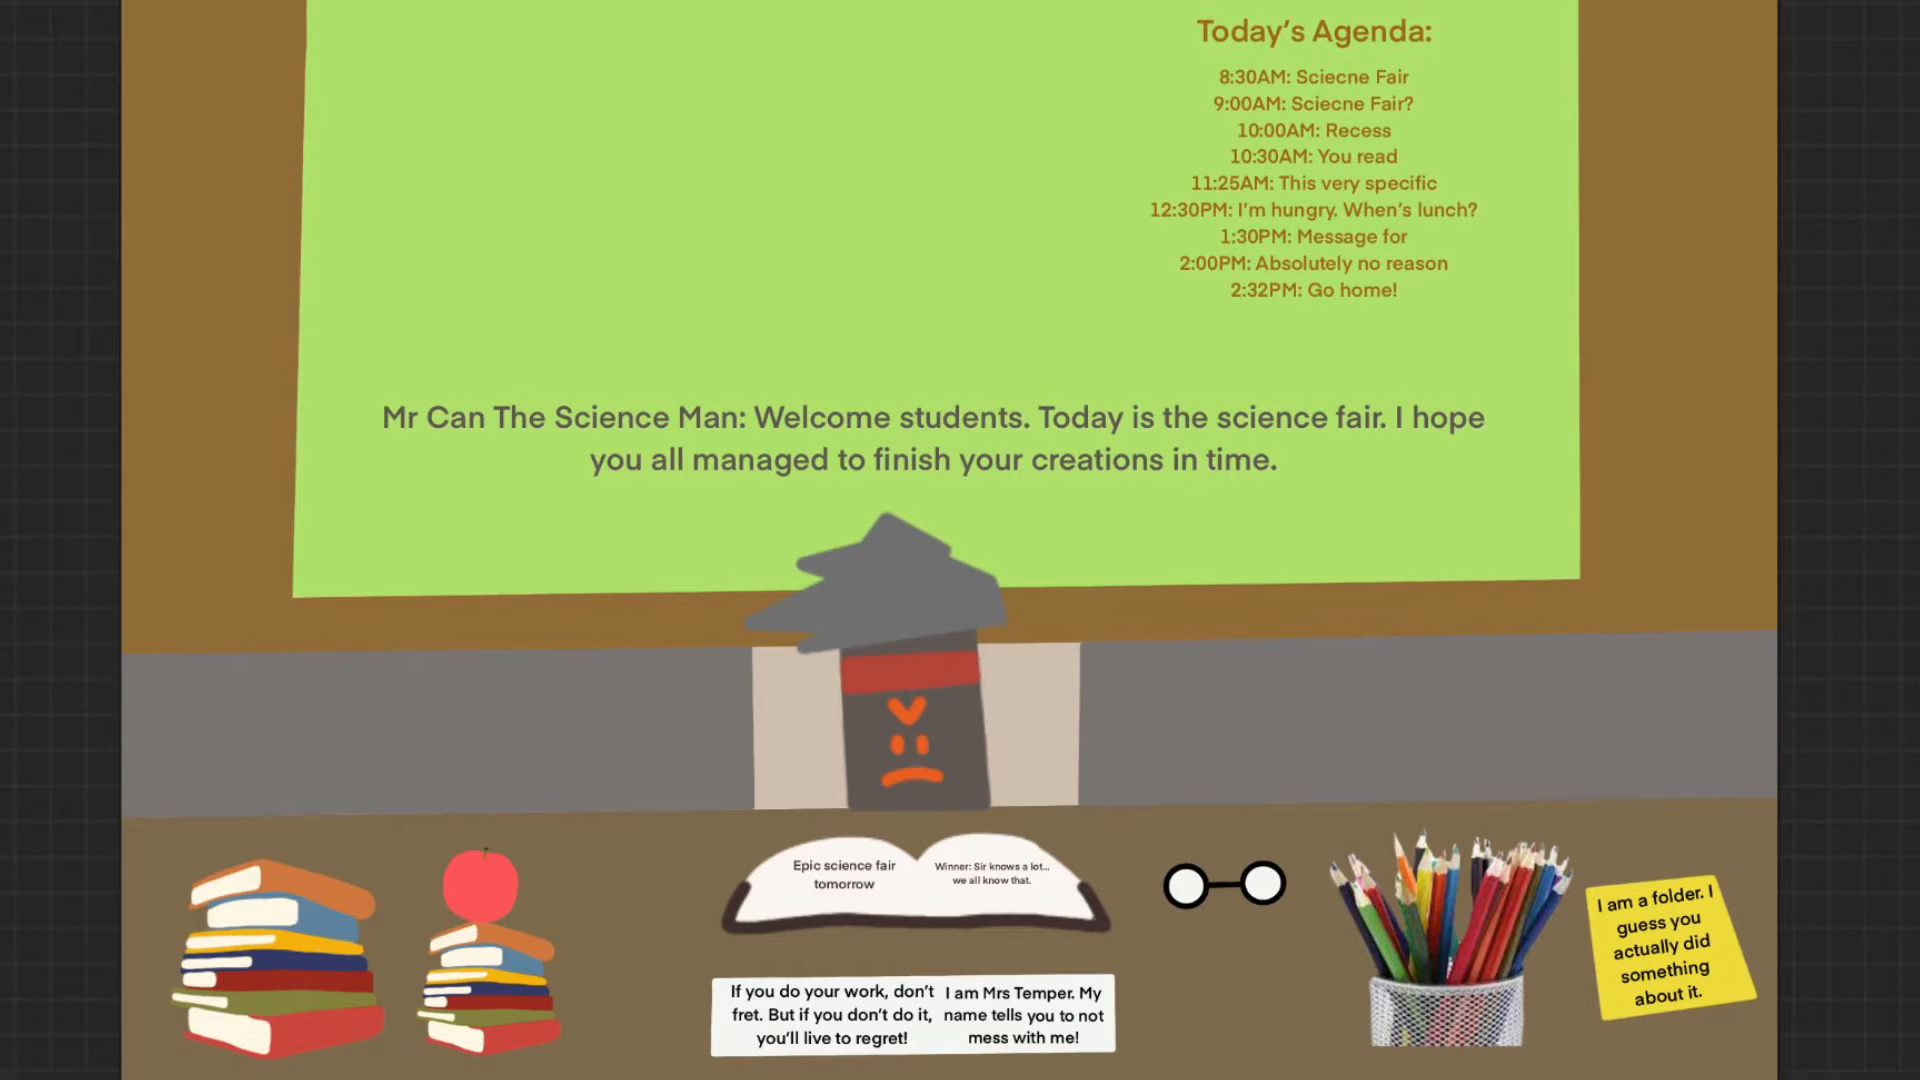 Today's Agenda:
8:30AM: Sciecne Fair
9:00AM: Sciecne Fair?
10:00AM: Recess
10:30AM: You read
11:25AM: This very specific
12:30PM: I'm hungry. When's lunch?
1:30PM: Message for
2:00PM: Absolutely no reason
2:32PM: Go home!
Mr Can The Science Man: Welcome students. Today is the science fair. I hope
you all managed to finish your creations in time.
Epic science fair
tomorrow
Winner: Sir knows a lot...
we all know that.
I am a folder. I
guess you
actually did
something
about it.
If you do your work, don't
fret. But if you don't do it,
you'll live to regret!
I am Mrs Temper. My
name tells you to not
mess with me!